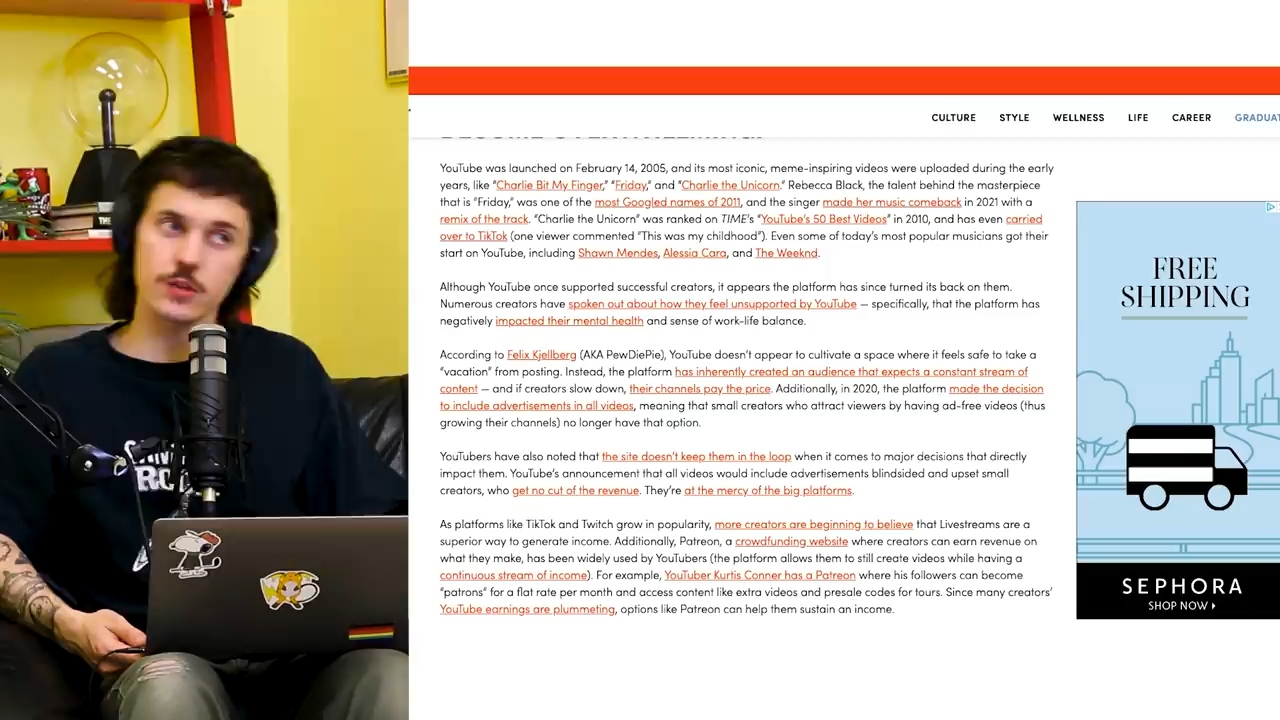 CULTURE STYLE WELLNESS LIFE CAREER GRADUAT
YouTube was launched on February 14, 2005, and its most iconic, meme-inspiring videos were uploaded during the early
years, like “Charlie Bit My Finger,” “Friday,” and “Charlie the Unicorn.” Rebecca Black, the talent behind the masterpiece
that is “Friday,” was one of the most Googled names of 2011, and the singer made her music comeback in 2021 with a
remix of the track. “Charlie the Unicorn” was ranked on TIME’s “YouTube’s 50 Best Videos” in 2010, and has even carried
over to TikTok (one viewer commented “This was my childhood”). Even some of today’s most popular musicians got their
start on YouTube, including Shawn Mendes, Alessia Cara, and The Weeknd.
Although YouTube once supported successful creators, it appears the platform has since turned its back on them.
Numerous creators have spoken out about how they feel unsupported by YouTube — specifically, that the platform has
negatively impacted their mental health and sense of work-life balance.
According to Felix Kjellberg (AKA PewDiePie), YouTube doesn’t appear to cultivate a space where it feels safe to take a
“vacation” from posting. Instead, the platform has inherently created an audience that expects a constant stream of
content — and if creators slow down, their channels pay the price. Additionally, in 2020, the platform made the decision
to include advertisements in all videos, meaning that small creators who attract viewers by having ad-free videos (thus
growing their channels) no longer have that option.
YouTubers have also noted that the site doesn’t keep them in the loop when it comes to major decisions that directly
impact them. YouTube’s announcement that all videos would include advertisements blindsided and upset small
creators, who get no cut of the revenue. They’re at the mercy of the big platforms.
As platforms like TikTok and Twitch grow in popularity, more creators are beginning to believe that Livestreams are a
superior way to generate income. Additionally, Patreon, a crowdfunding website where creators can earn revenue on
what they make, has been widely used by YouTubers (the platform allows them to still create videos while having a
continuous stream of income). For example, YouTuber Kurtis Conner has a Patreon where his followers can become
“patrons” for a flat rate per month and access content like extra videos and presale codes for tours. Since many creators’
YouTube earnings are plummeting, options like Patreon can help them sustain an income.
FREE
SHIPPING
SEPHORA
SHOP NOW
THE